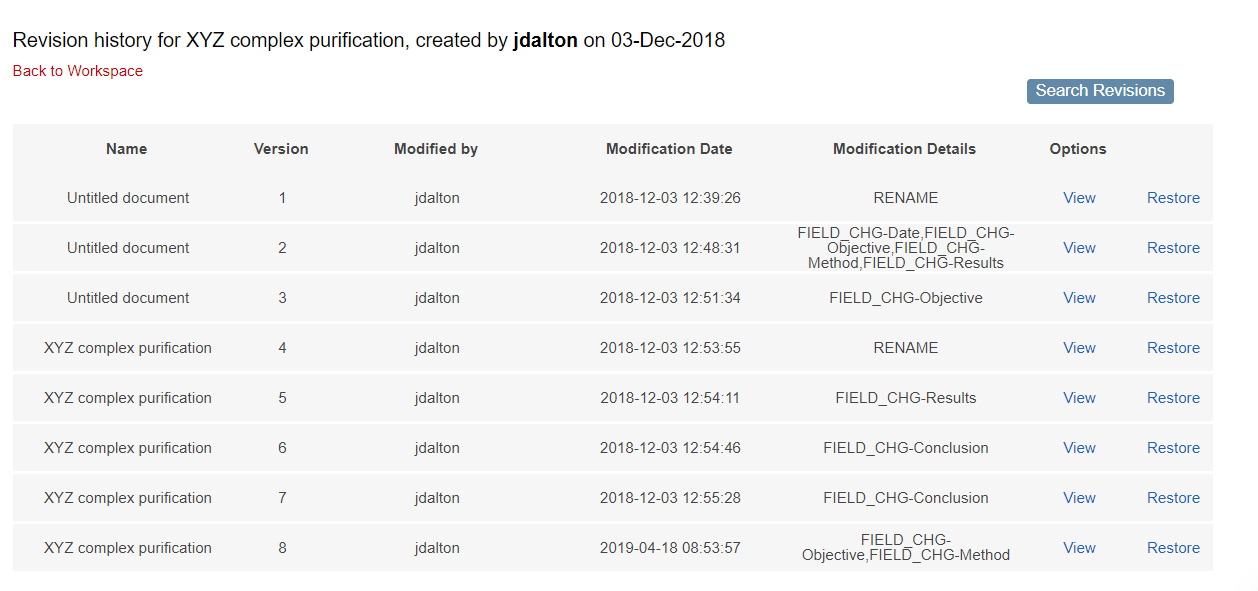 Revision history for XYZ complex purification, created by jdalton on 03-Dec-2018
Back to Workspace
Search Revisions
Name Version Modified by Modification Date Modification Details Options
Untitled document 1 jdalton 2018-12-03 12:39:26 RENAME View Restore
Untitled document 2 jdalton 2018-12-03 12:48:31 FIELD_CHG-Date,FIELD_CHG-
Objective,FIELD_CHG-
Method,FIELD_CHG-Results View Restore
Untitled document 3 jdalton 2018-12-03 12:51:34 FIELD_CHG-Objective View Restore
XYZ complex purification 4 jdalton 2018-12-03 12:53:55 RENAME View Restore
XYZ complex purification 5 jdalton 2018-12-03 12:54:11 FIELD_CHG-Results View Restore
XYZ complex purification 6 jdalton 2018-12-03 12:54:46 FIELD_CHG-Conclusion View Restore
XYZ complex purification 7 jdalton 2018-12-03 12:55:28 FIELD_CHG-Conclusion View Restore
XYZ complex purification 8 jdalton 2019-04-18 08:53:57 FIELD_CHG-
Objective,FIELD_CHG-Method View Restore